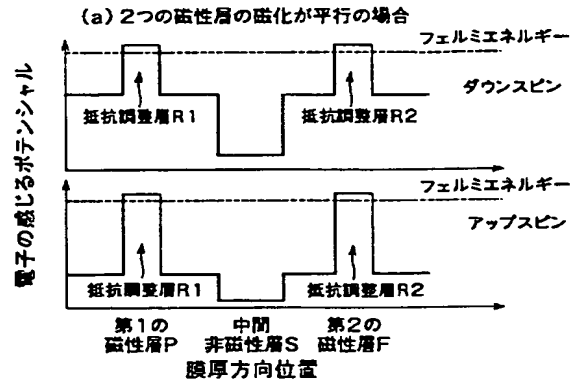 (a) 2つの磁性層の磁化が平行の場合
フェルミエネルギー
ダウンスピン
抵抗調整層R1
抵抗調整層R2
電子の感じるポテンシャル
フェルミエネルギー
アップスピン
抵抗調整層R1
抵抗調整層R2
第1の
磁性層P
中間
非磁性層S
第2の
磁性層F
膜厚方向位置